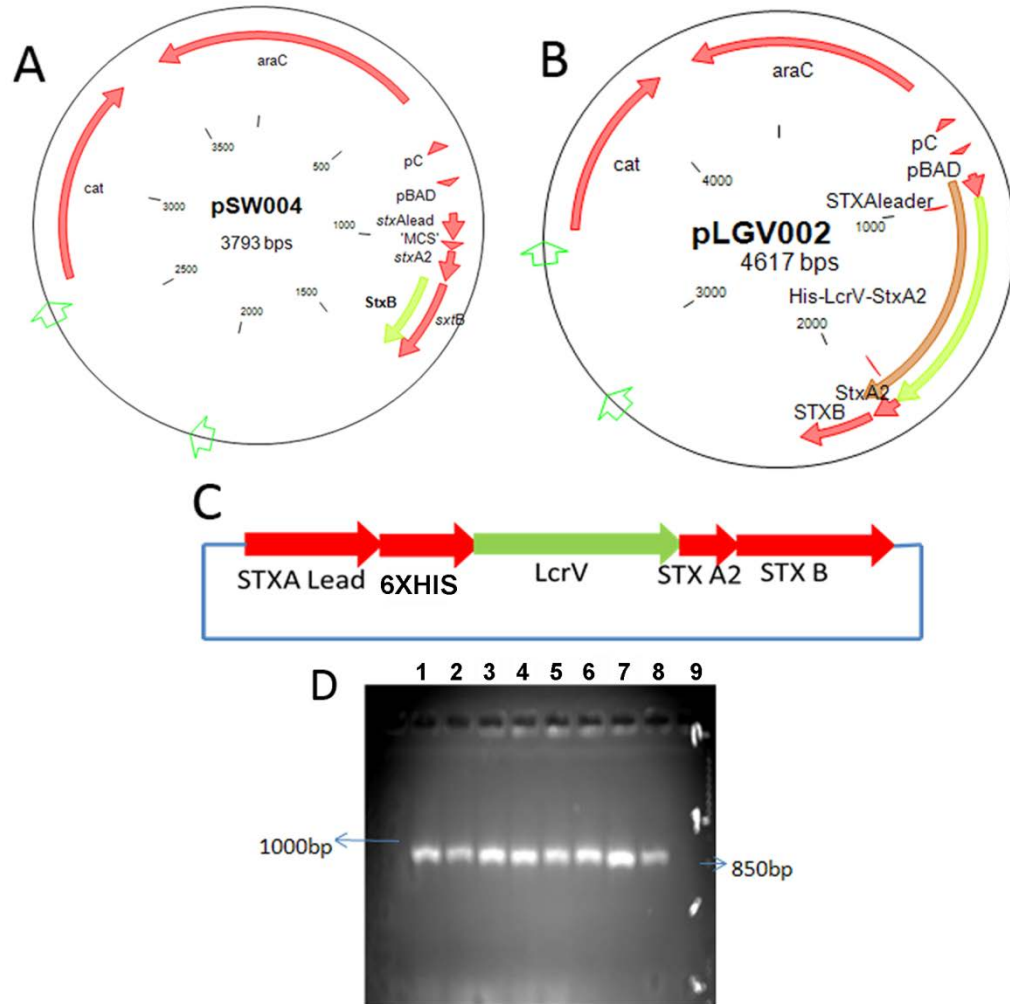 A
araC
cat
pC
pBAD
stxAlead
'MCS'
stxA2
StxB
sxtB
3500
500
3000
1000
2500
1500
2000
pSW004
3793 bps
B
araC
cat
pC
pBAD
STXAleader
4000
1000
pLGV002
4617 bps
3000
His-LcrV-StxA2
2000
StxA2
STXB
C
STXA Lead
6XHIS
LcrV
STX A2
STX B
D
1 2 3 4 5 6 7 8 9
1000bp
850bp